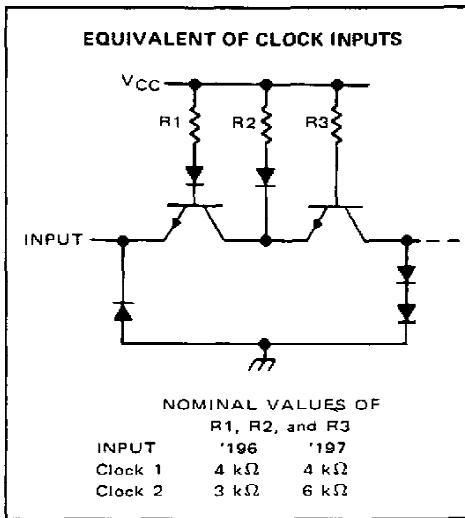 EQUIVALENT OF CLOCK INPUTS
VCC
R1 R2 R3
INPUT
NOMINAL VALUES OF
R1, R2, and R3
INPUT '196 '197
Clock 1 4 kΩ 4 kΩ
Clock 2 3 kΩ 6 kΩ